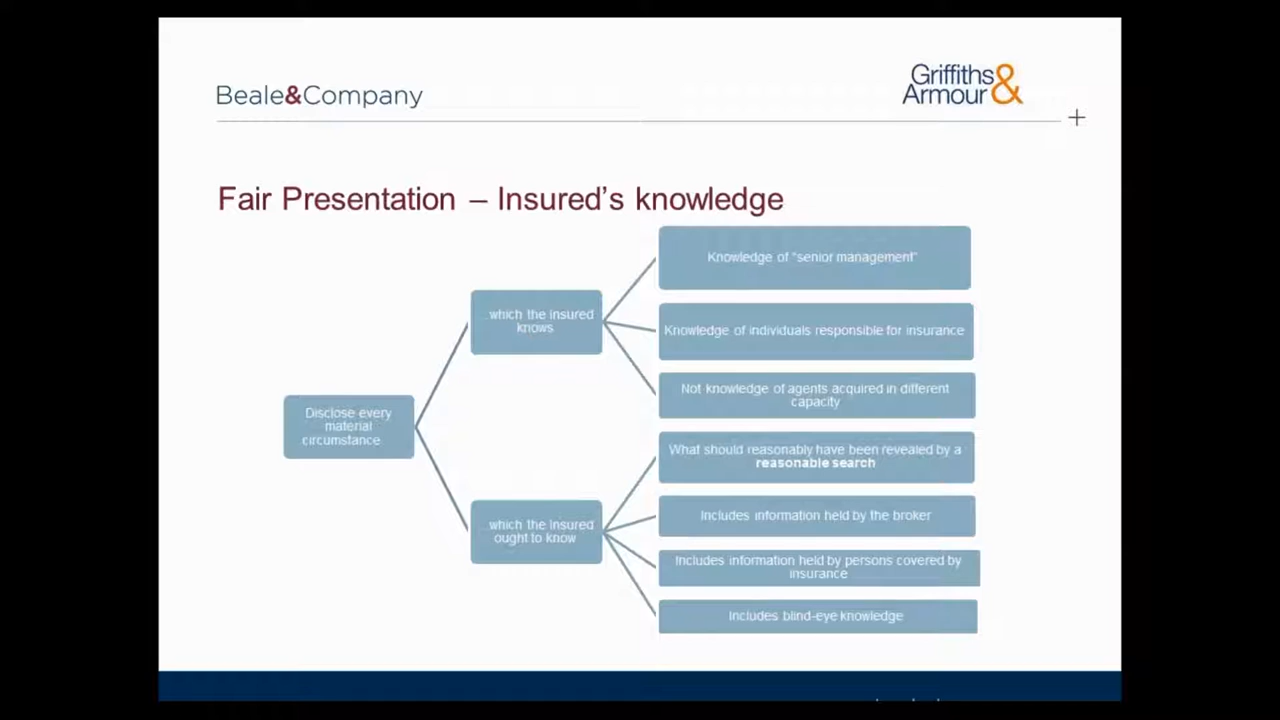 Beale&Company
Griffiths&
Armour
Fair Presentation – Insured's knowledge
Disclose every
material
circumstance
...which the insured
knows
Knowledge of "senior management"
Knowledge of individuals responsible for insurance
Not knowledge of agents acquired in different
capacity
...which the insured
ought to know
What should reasonably have been revealed by a
reasonable search
Includes information held by the broker
Includes information held by persons covered by
insurance
Includes blind-eye knowledge